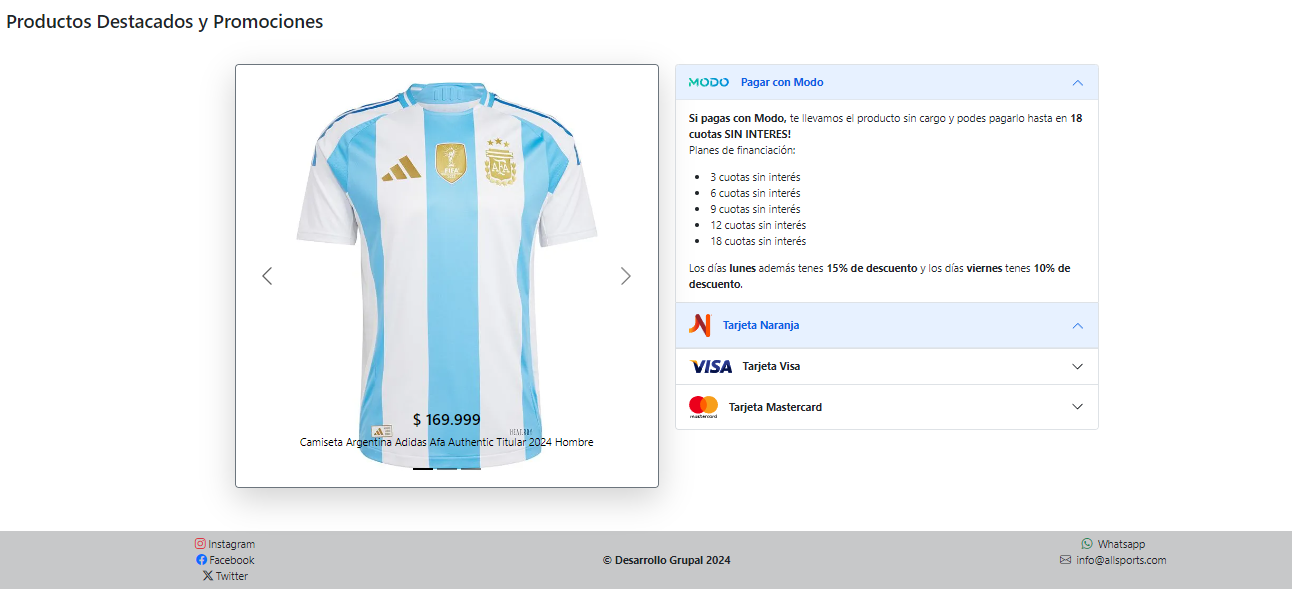 Productos Destacados y Promociones
FIFA
AFA
$ 169.999
Camiseta Argentina Adidas Afa Authentic Titular 2024 Hombre
MODO Pagar con Modo
Si pagas con Modo, te llevamos el producto sin cargo y podes pagarlo hasta en 18
cuotas SIN INTERES!
Planes de financiación:
3 cuotas sin interés
6 cuotas sin interés
9 cuotas sin interés
12 cuotas sin interés
18 cuotas sin interés
Los días lunes además tenes 15% de descuento y los días viernes tenes 10% de
descuento.
Tarjeta Naranja
VISA Tarjeta Visa
mastercard Tarjeta Mastercard
Instagram
Facebook
Twitter
© Desarrollo Grupal 2024
Whatsapp
info@allsports.com